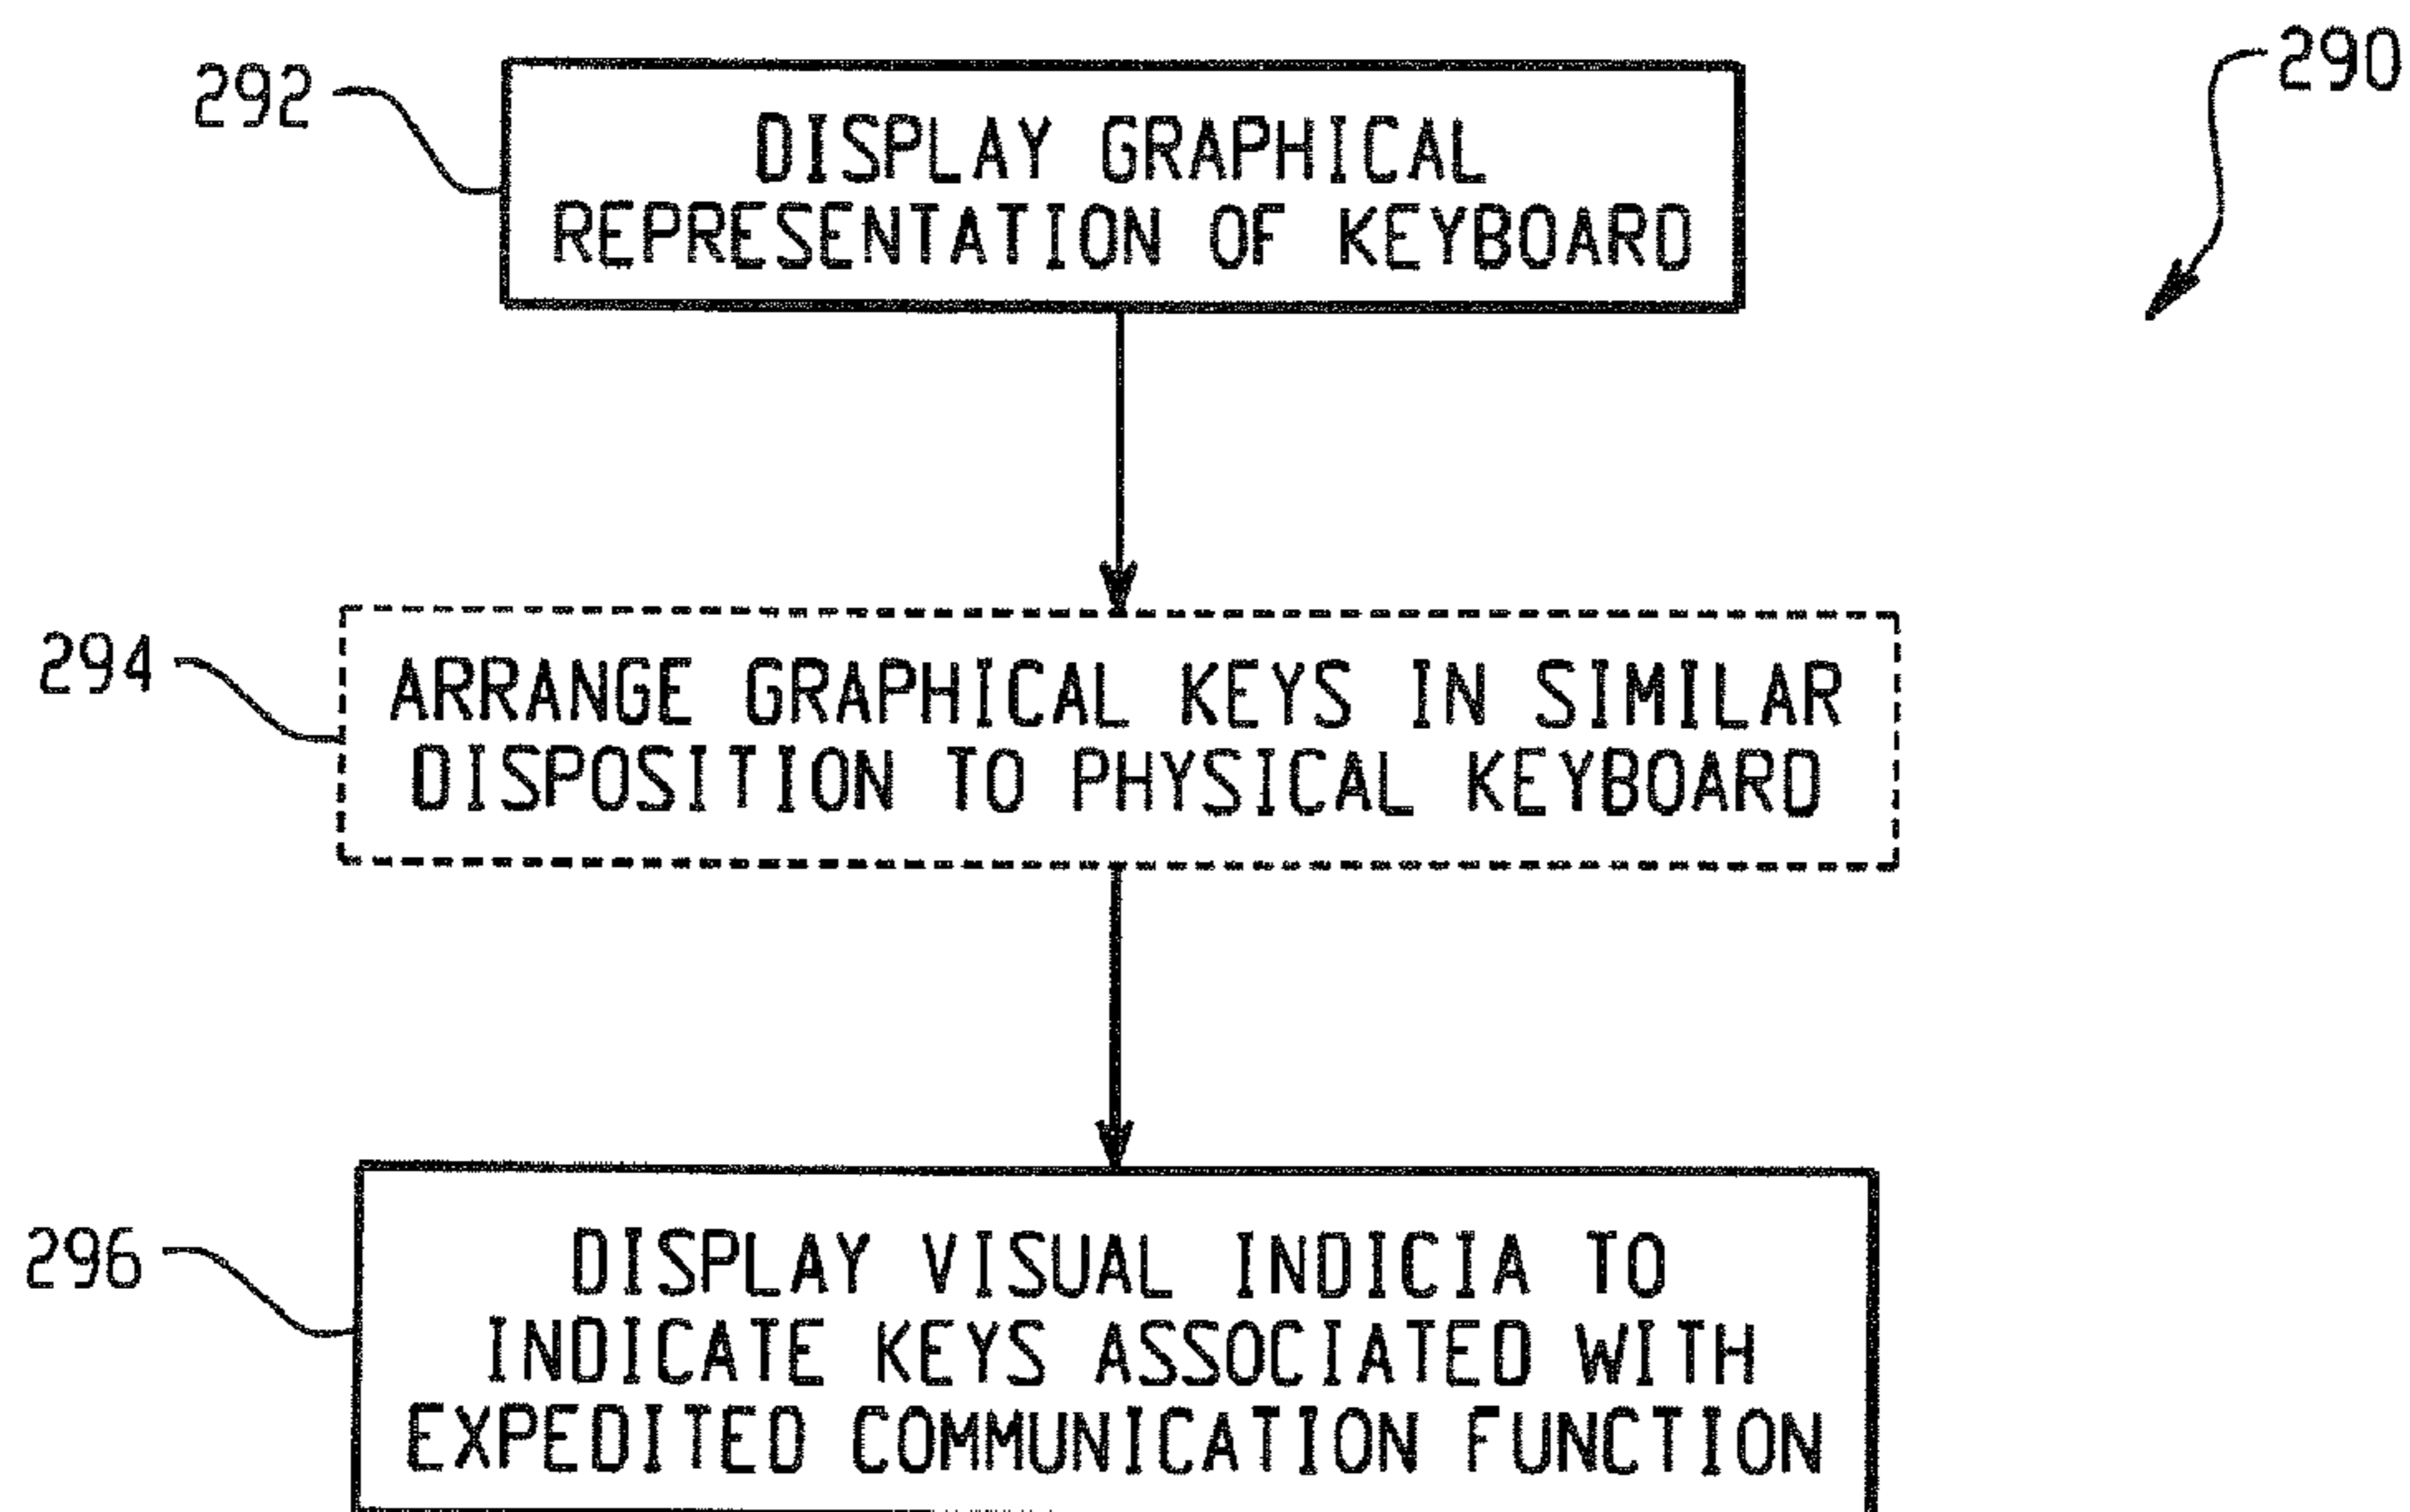 290
292
DISPLAY GRAPHICAL
REPRESENTATION OF KEYBOARD
294
ARRANGE GRAPHICAL KEYS IN SIMILAR
DISPOSITION TO PHYSICAL KEYBOARD
296
DISPLAY VISUAL INDICIA TO
INDICATE KEYS ASSOCIATED WITH
EXPEDITED COMMUNICATION FUNCTION